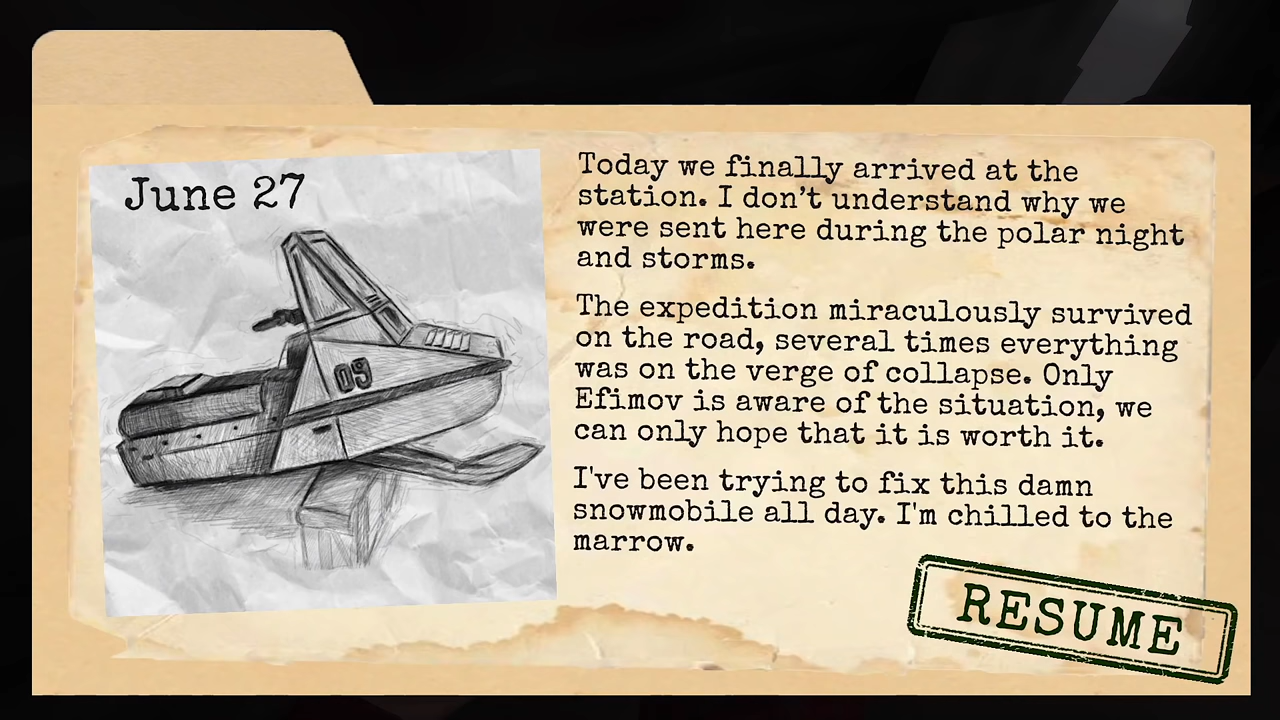 June 27
09
Today we finally arrived at the
station. I don’t understand why we
were sent here during the polar night
and storms.
The expedition miraculously survived
on the road, several times everything
was on the verge of collapse. Only
Efimov is aware of the situation, we
can only hope that it is worth it.
I've been trying to fix this damn
snowmobile all day. I'm chilled to the
marrow.
RESUME